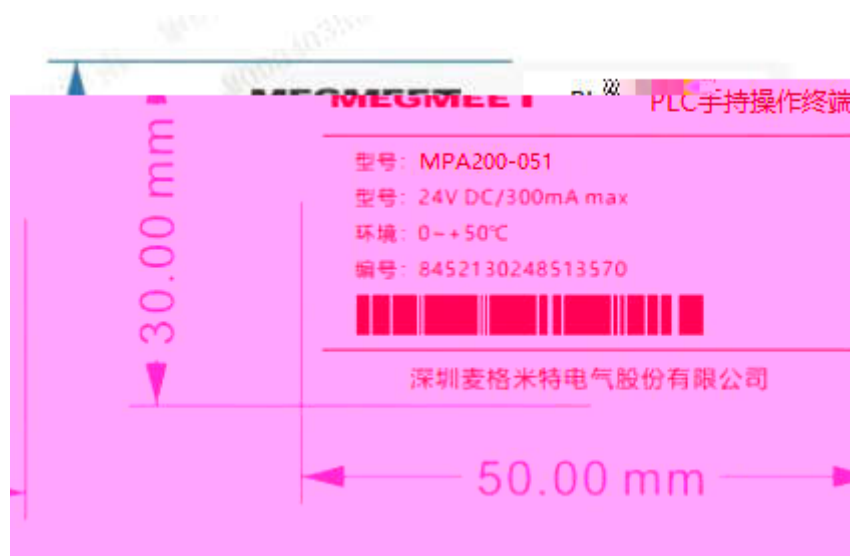 MEGMEET PLC手持操作终端
型号: MPA200-051
型号: 24V DC/300mA max
环境: 0~+50℃
编号: 8452130248513570
深圳麦格米特电气股份有限公司
30.00 mm
50.00 mm